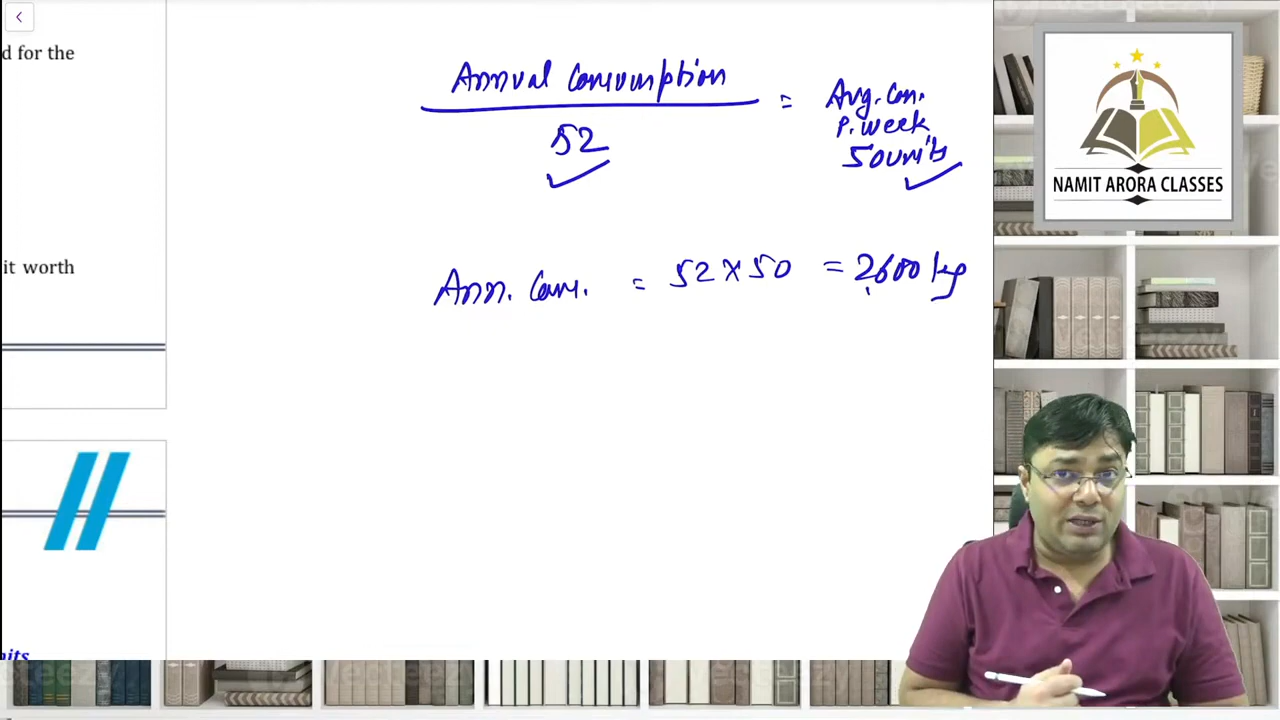 d for the
it worth
its
Annual Consumption
52
= Avg. Con.
P. week
50 units
Ann. Con. = 52 x 50 = 2600 kg
NAMIT ARORA CLASSES